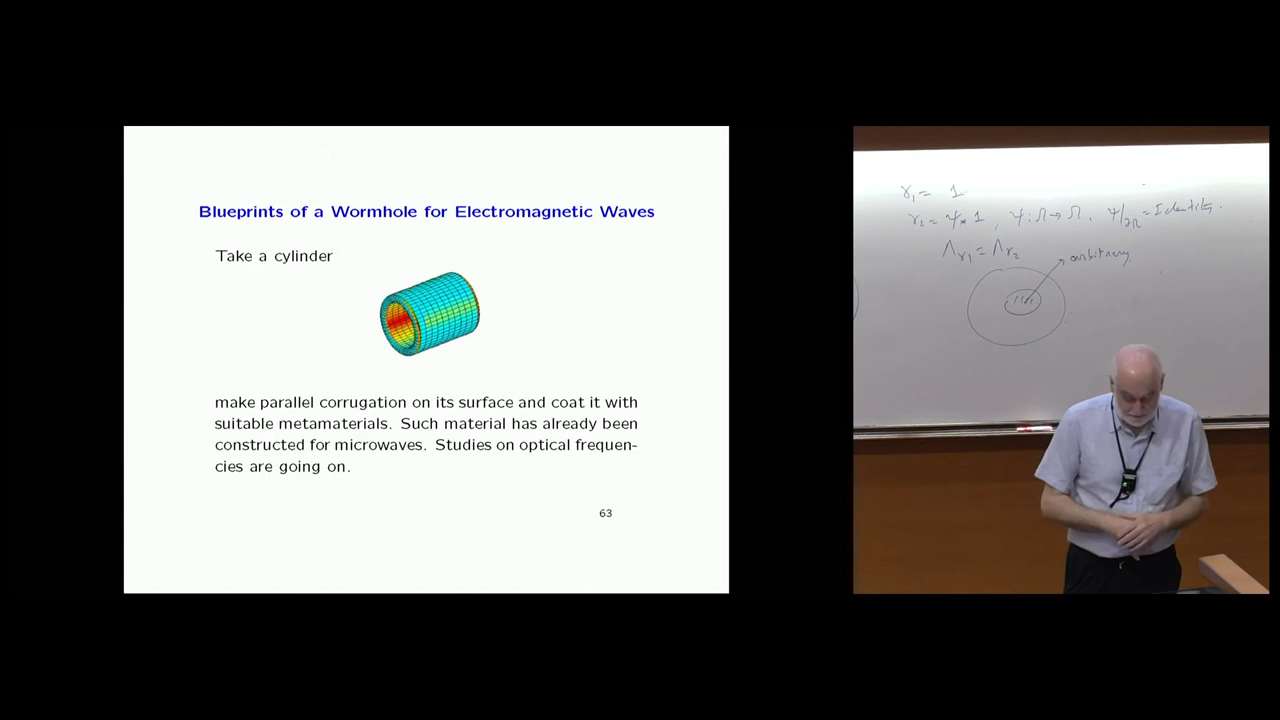 Blueprints of a Wormhole for Electromagnetic Waves
Take a cylinder
make parallel corrugation on its surface and coat it with
suitable metamaterials. Such material has already been
constructed for microwaves. Studies on optical frequen-
cies are going on.
63
γ₁ = 1
γ₂ = ψ∗ 1 , ψ : Ω → Ω , ψ/∂Ω = Identity.
Λγ₁ = Λγ₂
arbitrary